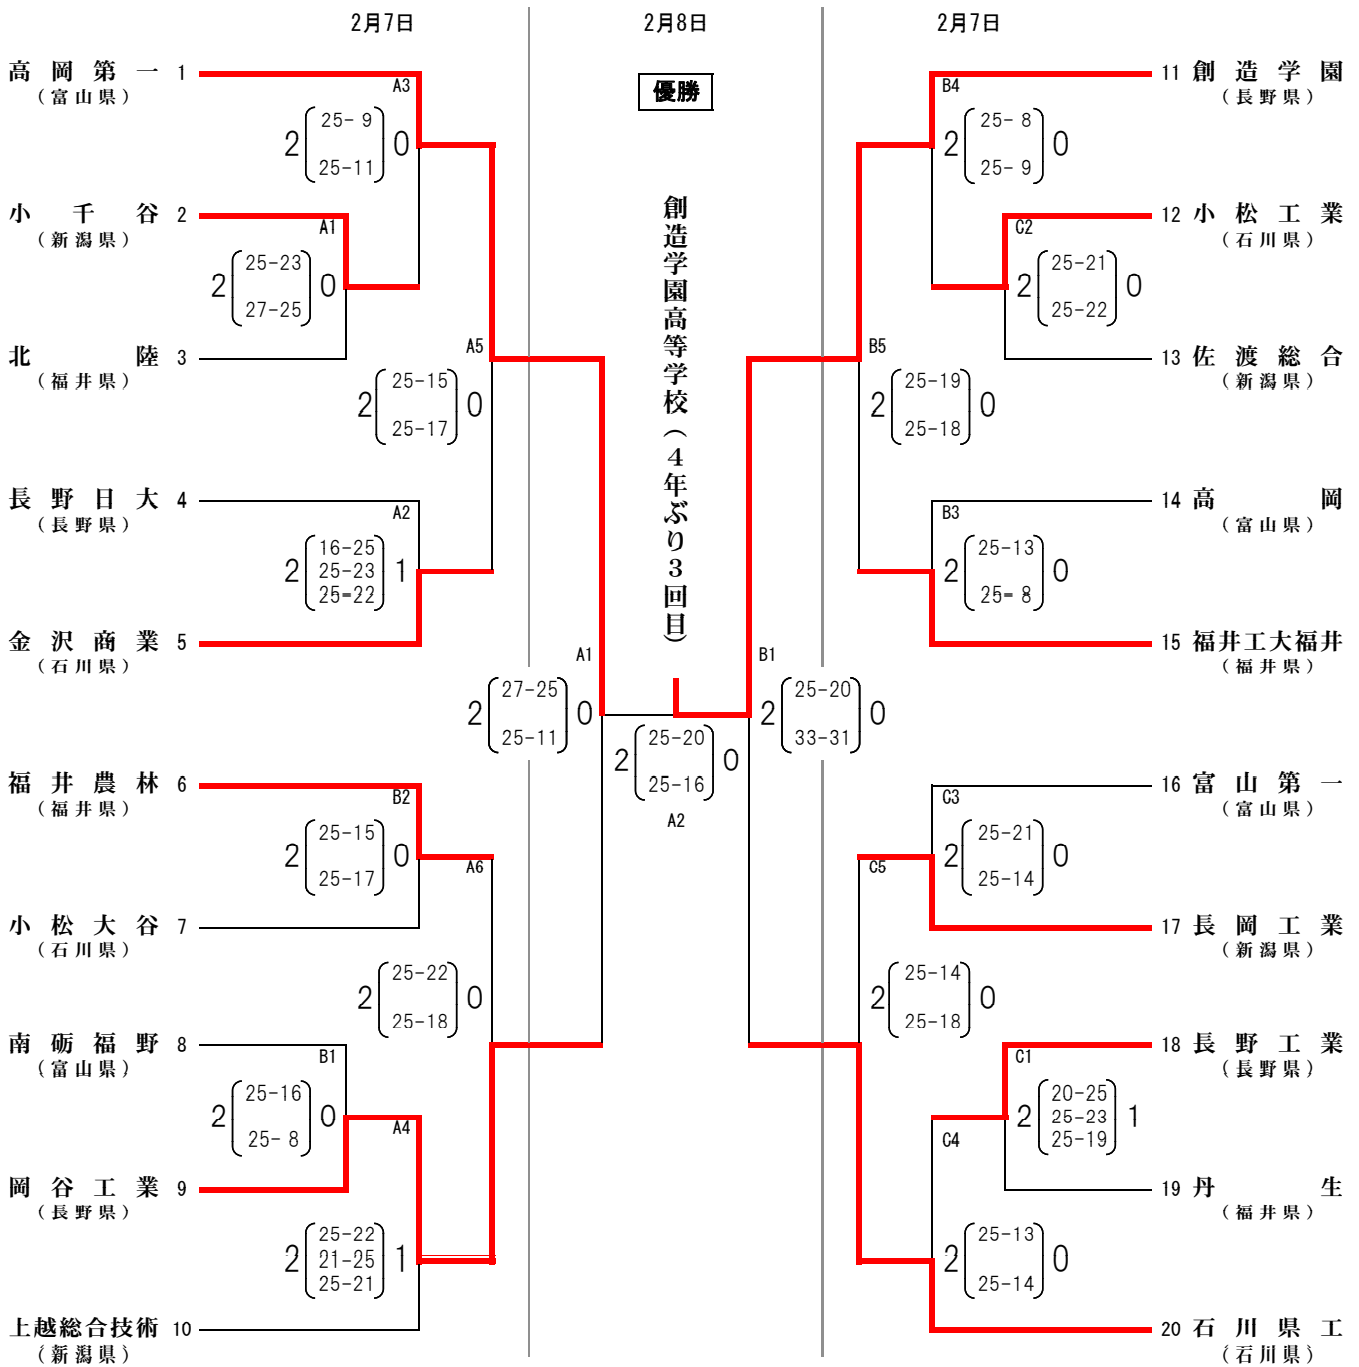 2月7日
2月8日
2月7日
優勝
創造学園高等学校（4年ぶり3回目）
高岡第一 1
（富山県）
A3
2 25- 9 0
25-11
小千谷 2
（新潟県）
A1
2 25-23 0
27-25
北陸 3
（福井県）
A5
2 25-15 0
25-17
長野日大 4
（長野県）
A2
16-25
2 25-23 1
25=22
金沢商業 5
（石川県）
A1
2 27-25 0
25-11
福井農林 6
（福井県）
B2
2 25-15 0
25-17
A6
小松大谷 7
（石川県）
2 25-22 0
25-18
南砺福野 8
（富山県）
B1
2 25-16 0
25- 8
A4
岡谷工業 9
（長野県）
25-22
2 21-25 1
25-21
上越総合技術 10
（新潟県）
2 25-20 0
25-16
A2
11 創造学園
（長野県）
B4
2 25- 8 0
25- 9
12 小松工業
（石川県）
C2
2 25-21 0
25-22
13 佐渡総合
（新潟県）
B5
2 25-19 0
25-18
14 高岡
（富山県）
B3
2 25-13 0
25= 8
15 福井工大福井
（福井県）
B1
2 25-20 0
33-31
16 富山第一
（富山県）
C3
2 25-21 0
25-14
C5
17 長岡工業
（新潟県）
2 25-14 0
25-18
18 長野工業
（長野県）
C1
20-25
2 25-23 1
25-19
C4
19 丹生
（福井県）
2 25-13 0
25-14
20 石川県工
（石川県）